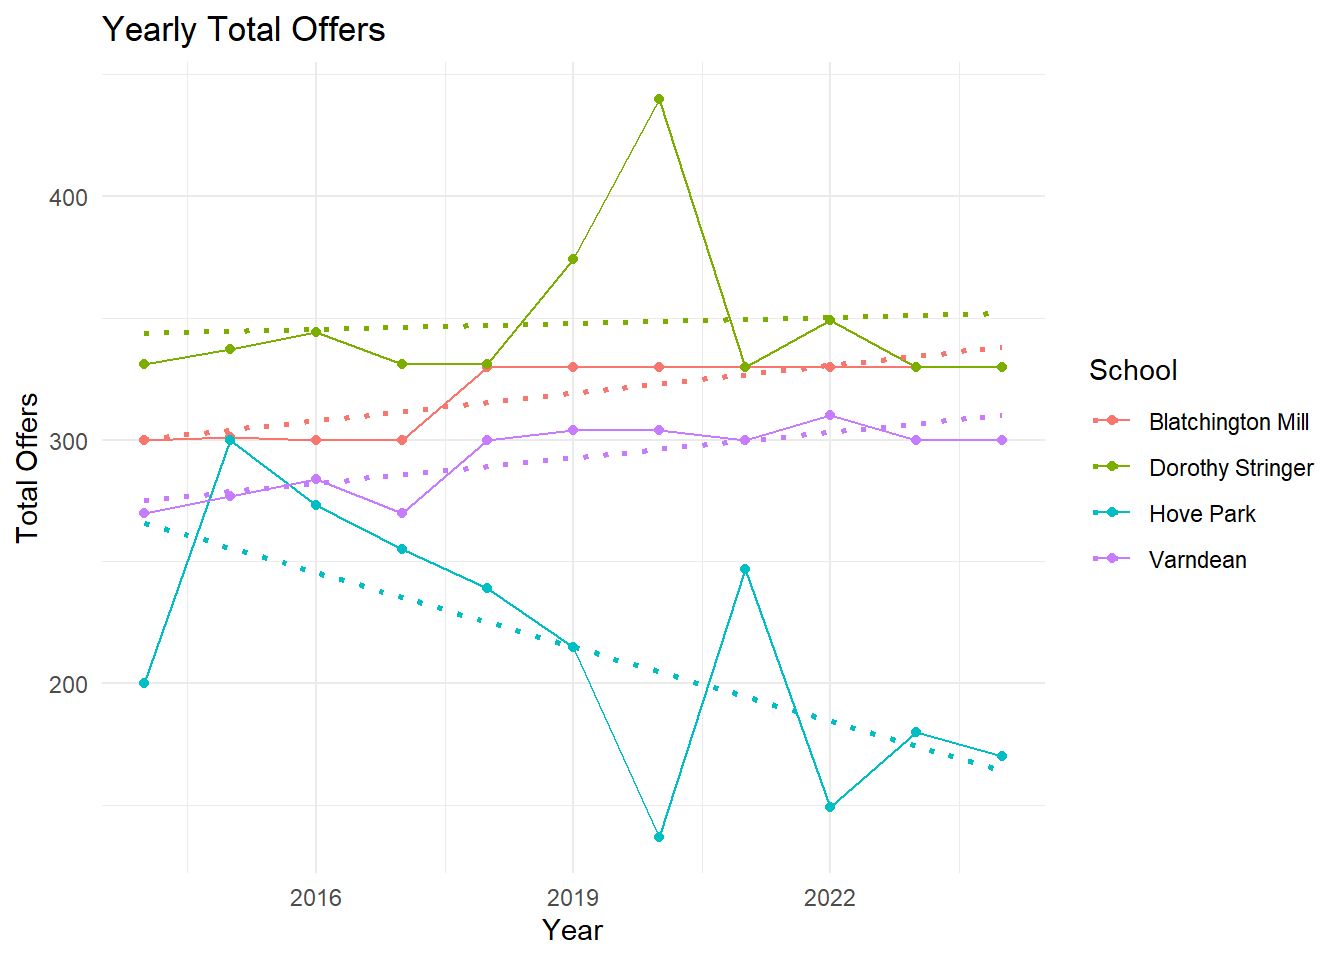 Yearly Total Offers
Total Offers
400
300
200
2016
2019
2022
Year
School
Blatchington Mill
Dorothy Stringer
Hove Park
Varndean